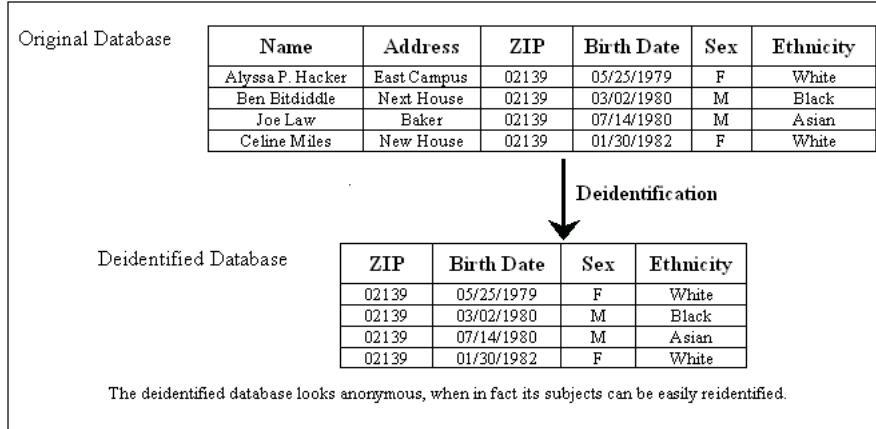 Original Database
Name Address ZIP Birth Date Sex Ethnicity
Alyssa P. Hacker East Campus 02139 05/25/1979 F White
Ben Bitdiddle Next House 02139 03/02/1980 M Black
Joe Law Baker 02139 07/14/1980 M Asian
Celine Miles New House 02139 01/30/1982 F White
Deidentification
Deidentified Database
ZIP Birth Date Sex Ethnicity
02139 05/25/1979 F White
02139 03/02/1980 M Black
02139 07/14/1980 M Asian
02139 01/30/1982 F White
The deidentified database looks anonymous, when in fact its subjects can be easily reidentified.